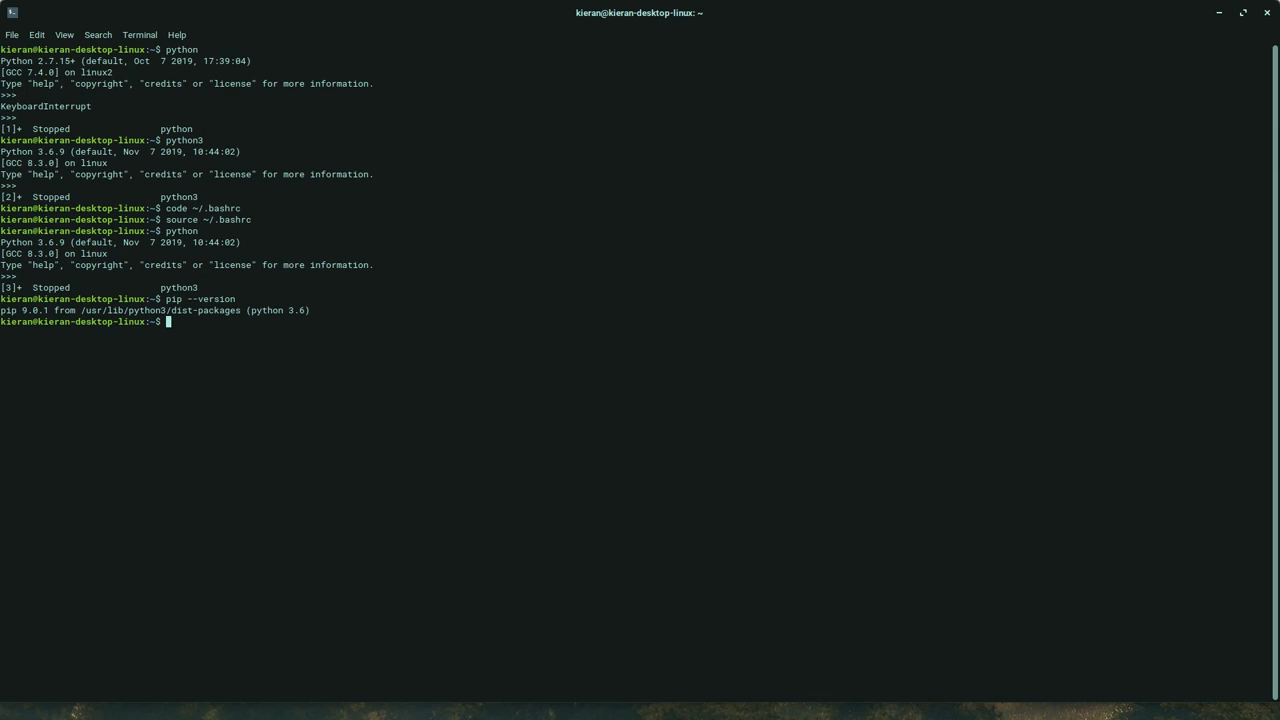 kieran@kieran-desktop-linux: ~
File Edit View Search Terminal Help
kieran@kieran-desktop-linux:~$ python
Python 2.7.15+ (default, Oct  7 2019, 17:39:04)
[GCC 7.4.0] on linux2
Type "help", "copyright", "credits" or "license" for more information.
>>>
KeyboardInterrupt
>>>
[1]+  Stopped                 python
kieran@kieran-desktop-linux:~$ python3
Python 3.6.9 (default, Nov  7 2019, 10:44:02)
[GCC 8.3.0] on linux
Type "help", "copyright", "credits" or "license" for more information.
>>>
[2]+  Stopped                 python3
kieran@kieran-desktop-linux:~$ code ~/.bashrc
kieran@kieran-desktop-linux:~$ source ~/.bashrc
kieran@kieran-desktop-linux:~$ python
Python 3.6.9 (default, Nov  7 2019, 10:44:02)
[GCC 8.3.0] on linux
Type "help", "copyright", "credits" or "license" for more information.
>>>
[3]+  Stopped                 python3
kieran@kieran-desktop-linux:~$ pip --version
pip 9.0.1 from /usr/lib/python3/dist-packages (python 3.6)
kieran@kieran-desktop-linux:~$